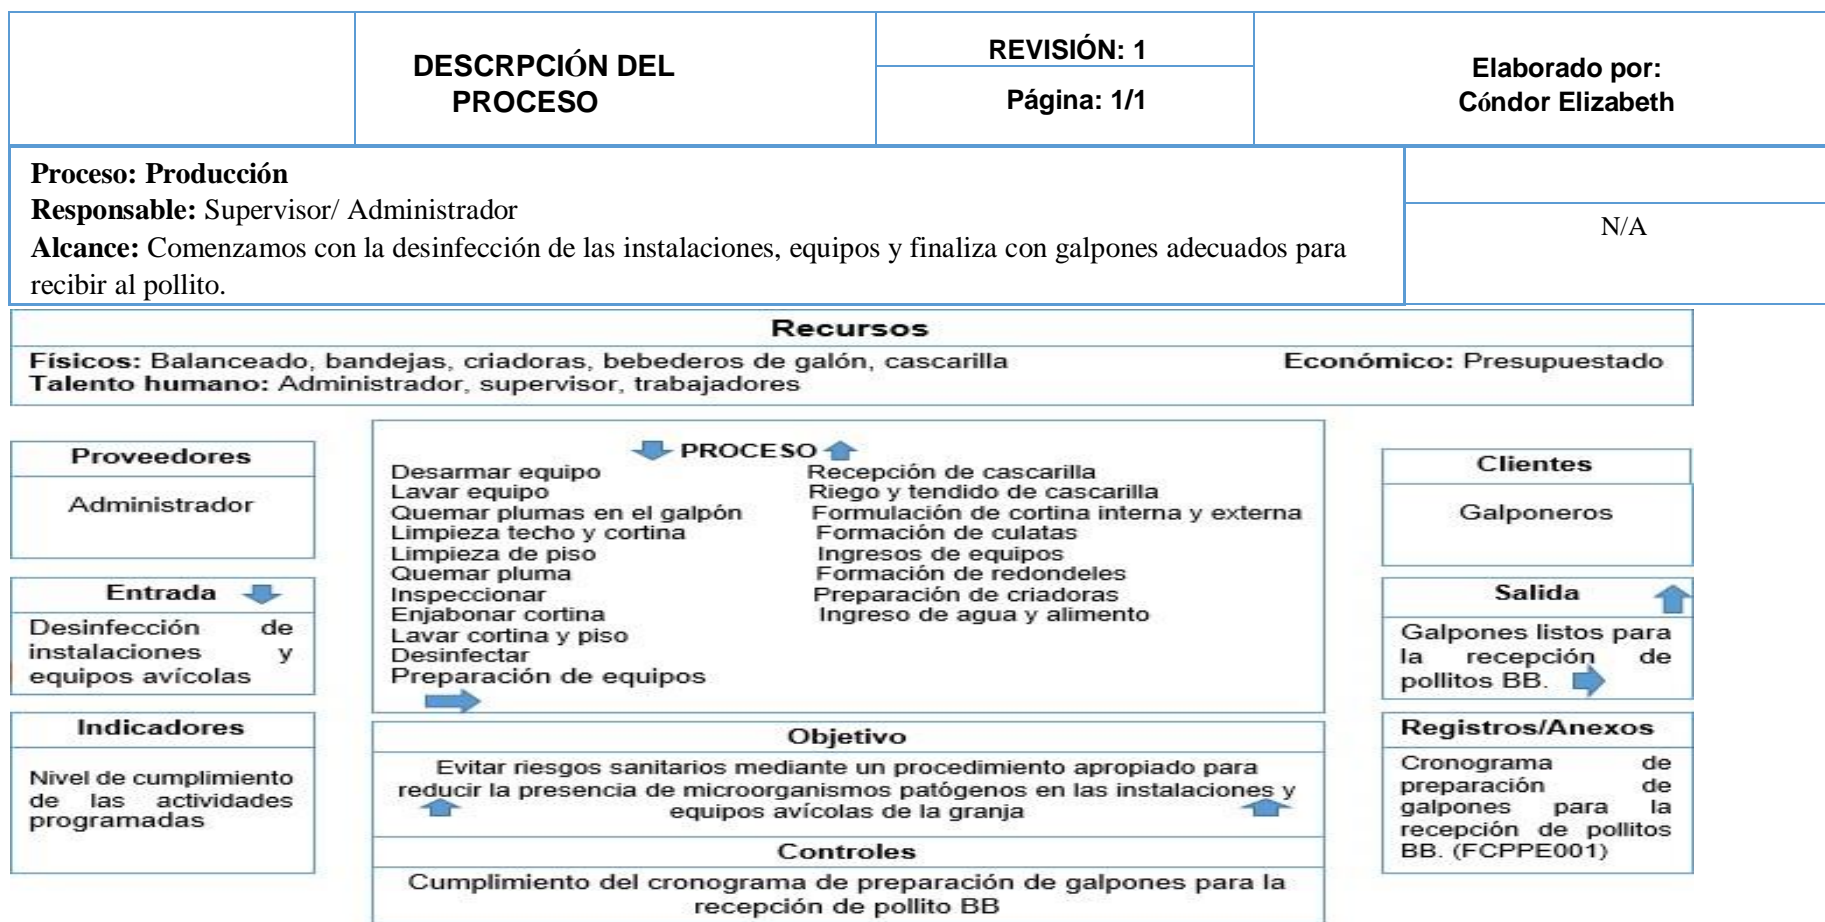 DESCRPCIÓN DEL
PROCESO
REVISIÓN: 1
Página: 1/1
Elaborado por:
Cóndor Elizabeth
Proceso: Producción
Responsable: Supervisor/ Administrador
Alcance: Comenzamos con la desinfección de las instalaciones, equipos y finaliza con galpones adecuados para
recibir al pollito.
N/A
Recursos
Físicos: Balanceado, bandejas, criadoras, bebederos de galón, cascarilla
Económico: Presupuestado
Talento humano: Administrador, supervisor, trabajadores
Proveedores
Administrador
Entrada
Desinfección de
instalaciones y
equipos avícolas
Indicadores
Nivel de cumplimiento
de las actividades
programadas
PROCESO
Desarmar equipo
Lavar equipo
Quemar plumas en el galpón
Limpieza techo y cortina
Limpieza de piso
Quemar pluma
Inspeccionar
Enjabonar cortina
Lavar cortina y piso
Desinfectar
Preparación de equipos
Recepción de cascarilla
Riego y tendido de cascarilla
Formulación de cortina interna y externa
Formación de culatas
Ingresos de equipos
Formación de redondeles
Preparación de criadoras
Ingreso de agua y alimento
Objetivo
Evitar riesgos sanitarios mediante un procedimiento apropiado para
reducir la presencia de microorganismos patógenos en las instalaciones y
equipos avícolas de la granja
Controles
Cumplimiento del cronograma de preparación de galpones para la
recepción de pollito BB
Clientes
Galponeros
Salida
Galpones listos para
la recepción de
pollitos BB.
Registros/Anexos
Cronograma de
preparación de
galpones para la
recepción de pollitos
BB. (FCPPE001)